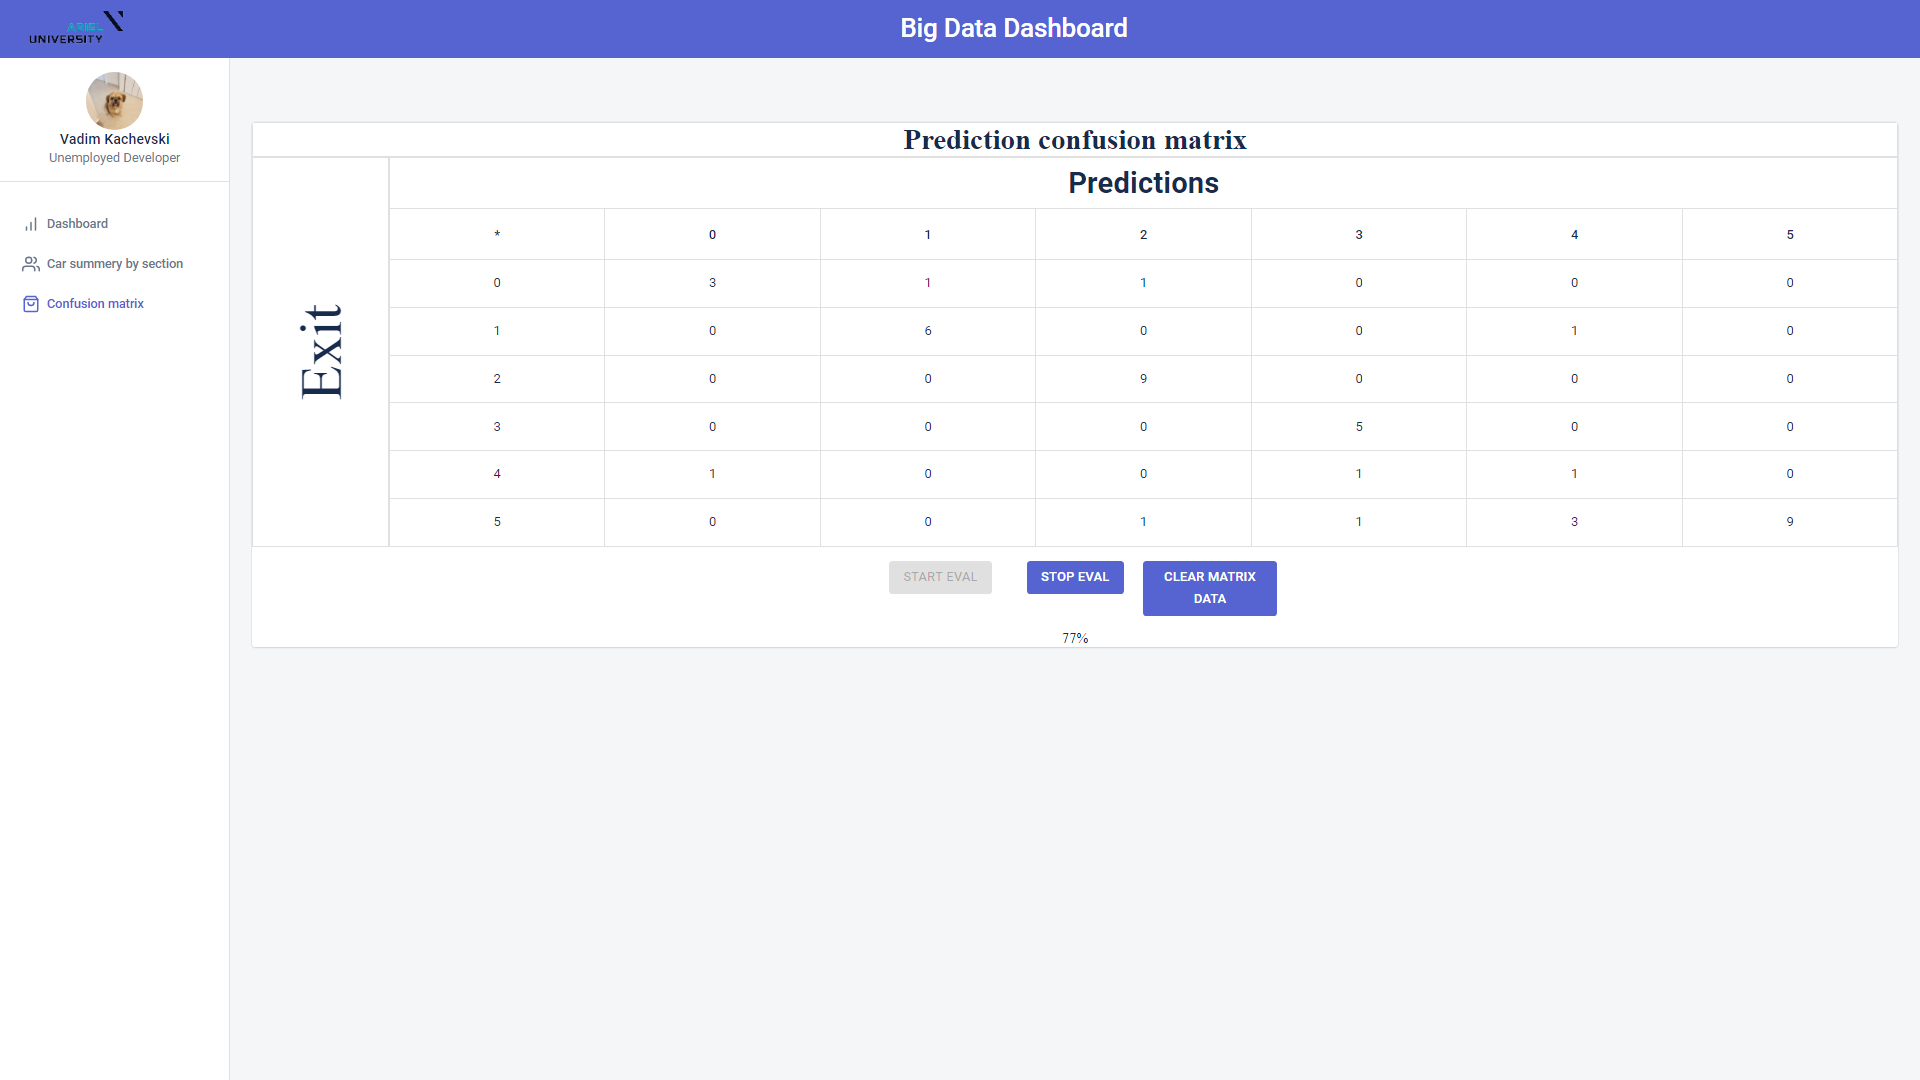 ARIEL
UNIVERSITY
Big Data Dashboard
Vadim Kachevski
Unemployed Developer
Dashboard
Car summery by section
Confusion matrix
Prediction confusion matrix
Exit
Predictions
* 0 1 2 3 4 5
0 3 1 1 0 0 0
1 0 6 0 0 1 0
2 0 0 9 0 0 0
3 0 0 0 5 0 0
4 1 0 0 1 1 0
5 0 0 1 1 3 9
START EVAL
STOP EVAL
CLEAR MATRIX
DATA
77%